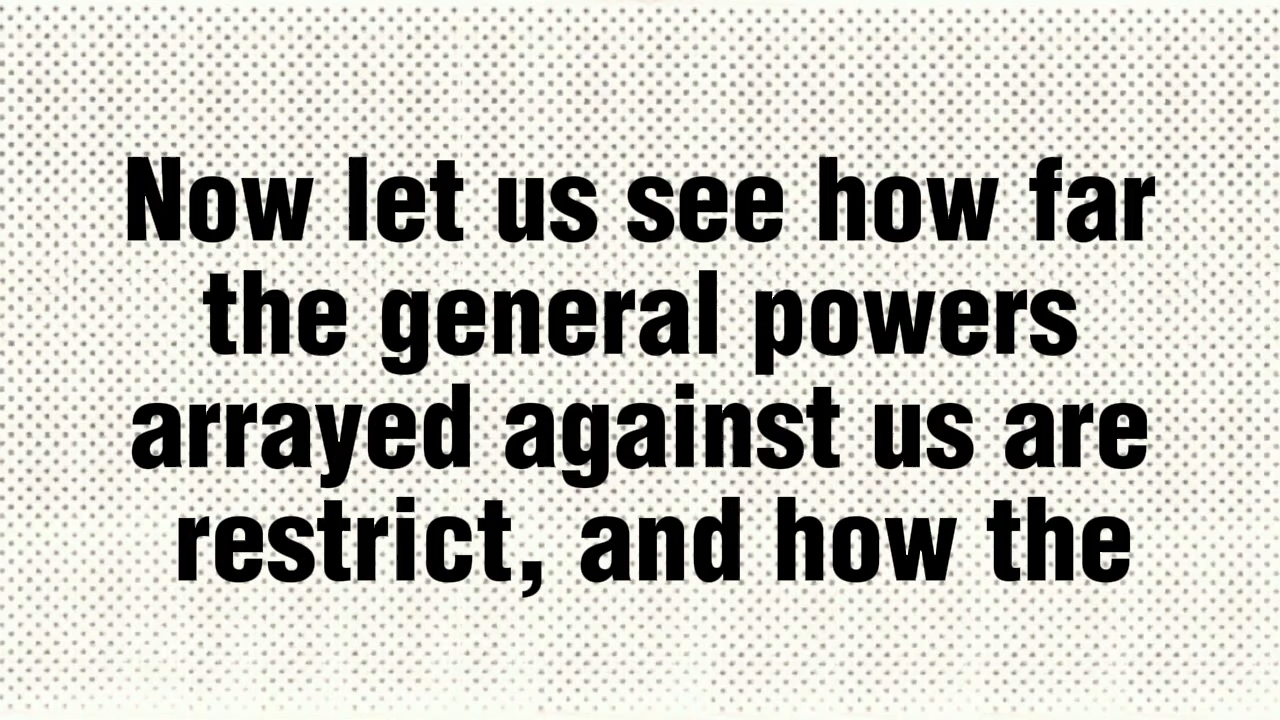 Now let us see how far
the general powers
arrayed against us are
restrict, and how the